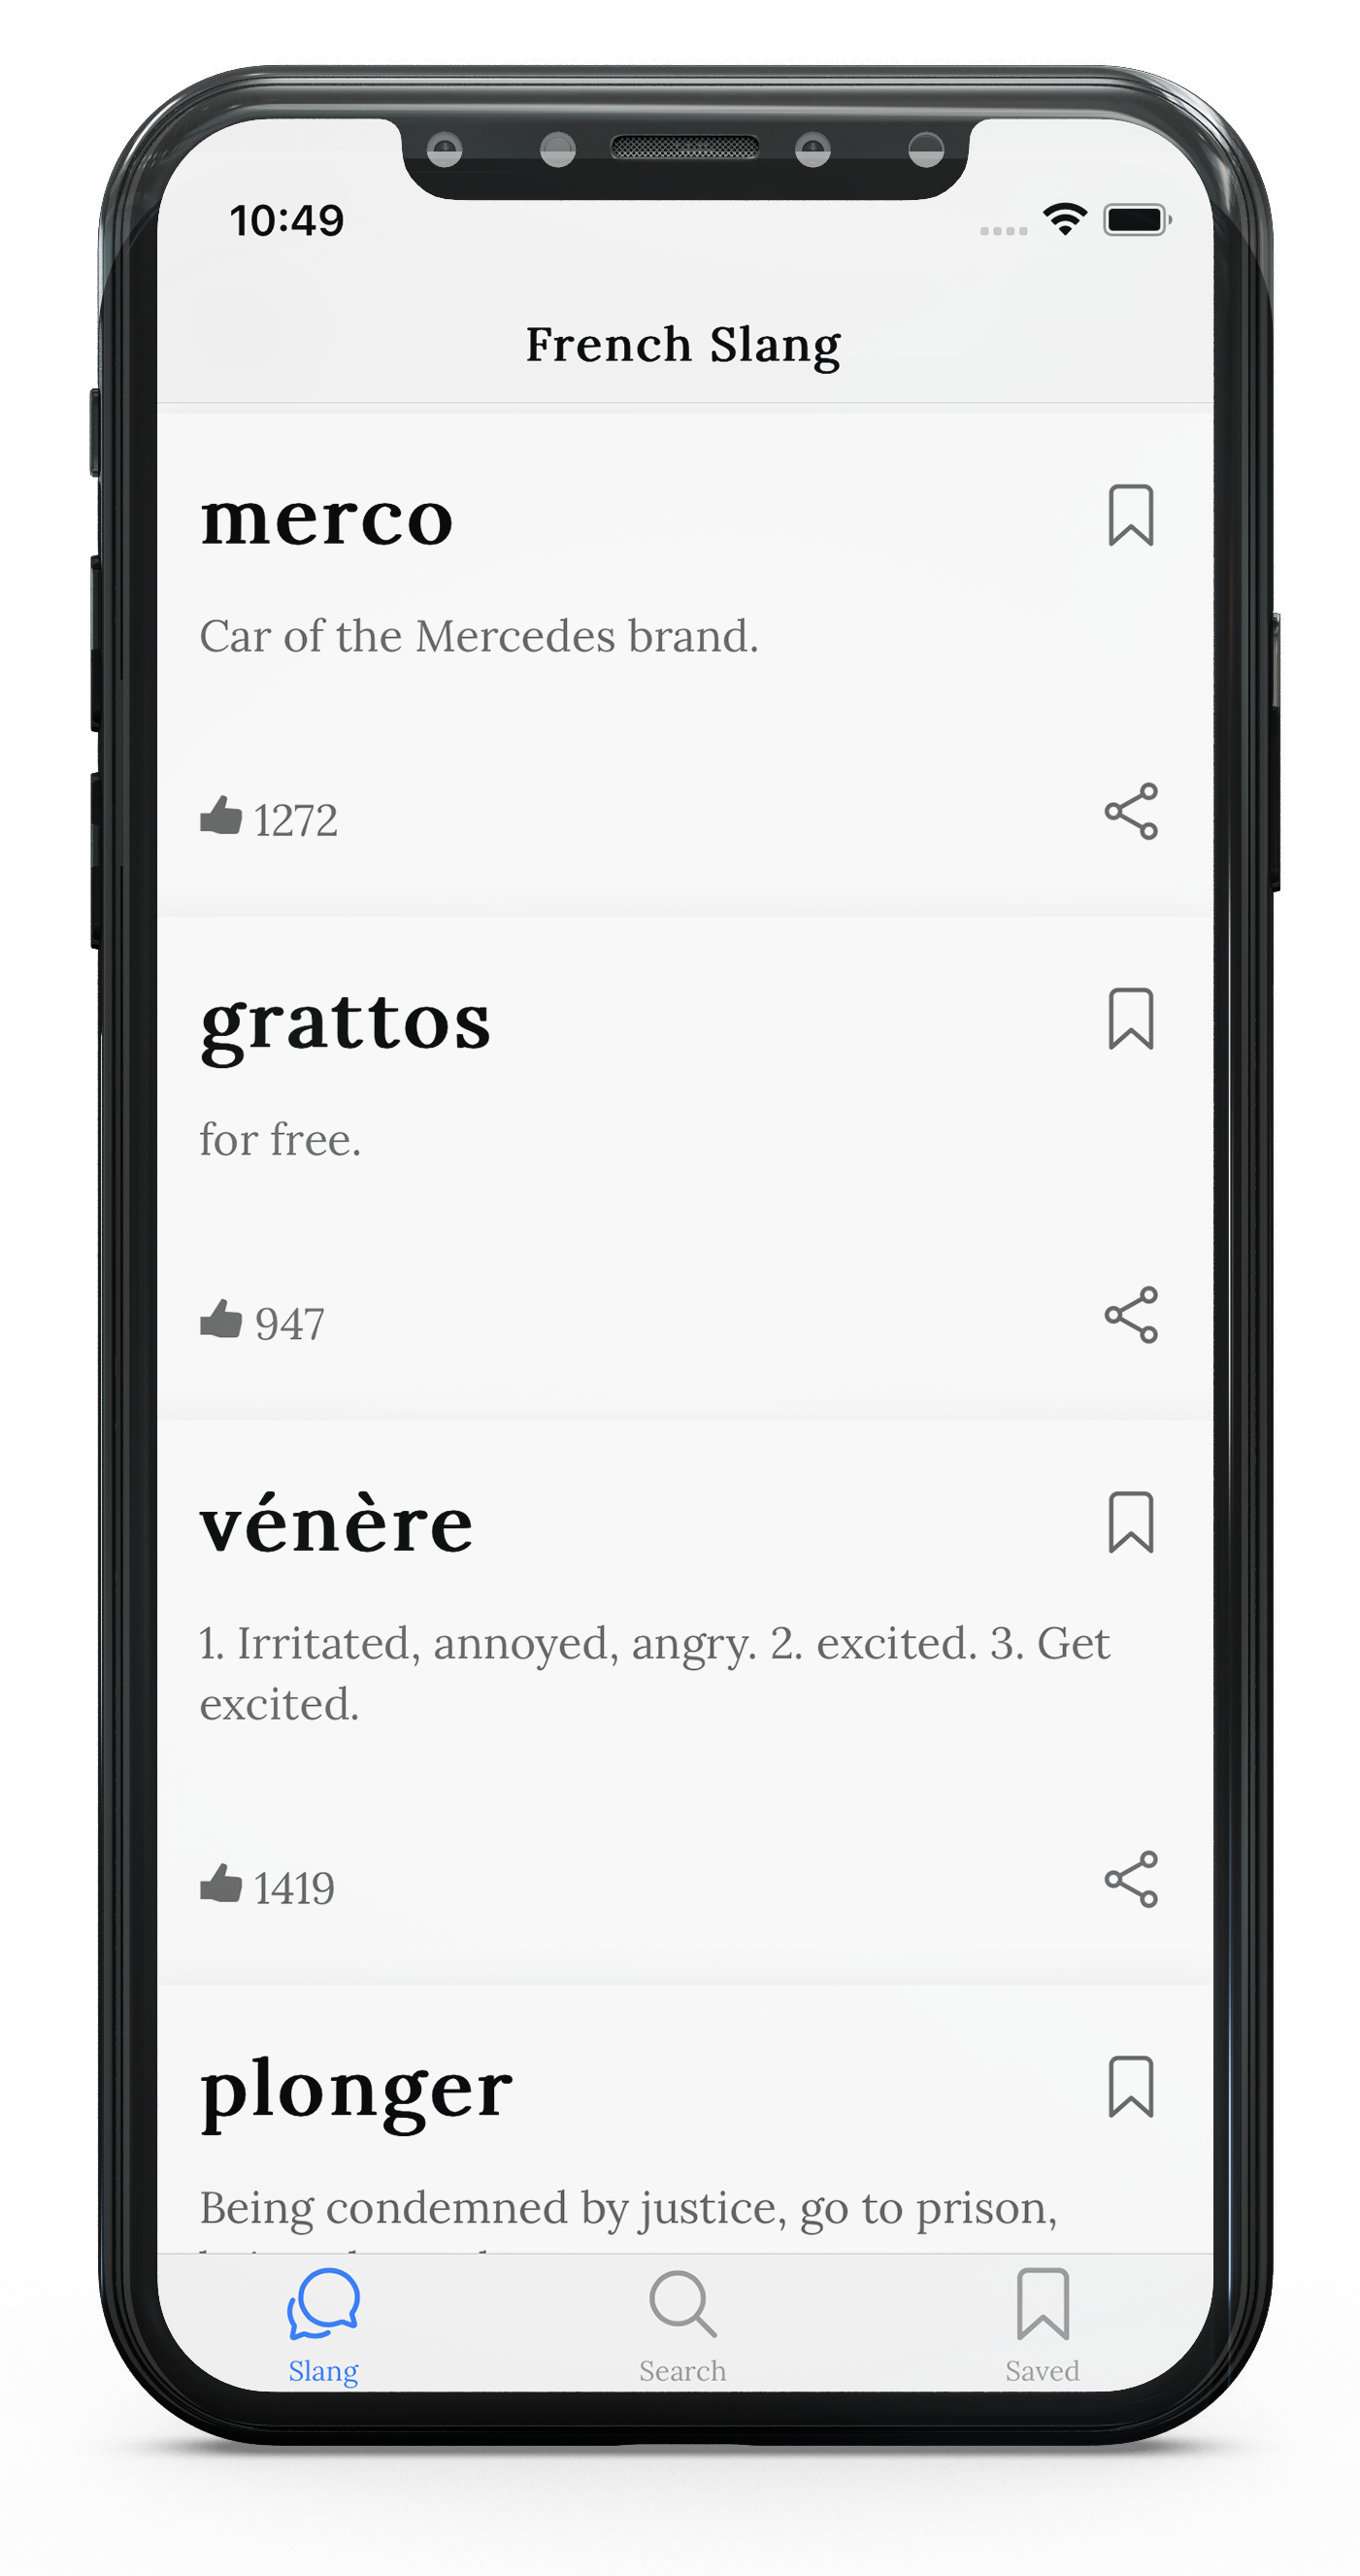 10:49
French Slang
merco
Car of the Mercedes brand.
1272
grattos
for free.
947
vénère
1. Irritated, annoyed, angry. 2. excited. 3. Get
excited.
1419
plonger
Being condemned by justice, go to prison,
Slang
Search
Saved